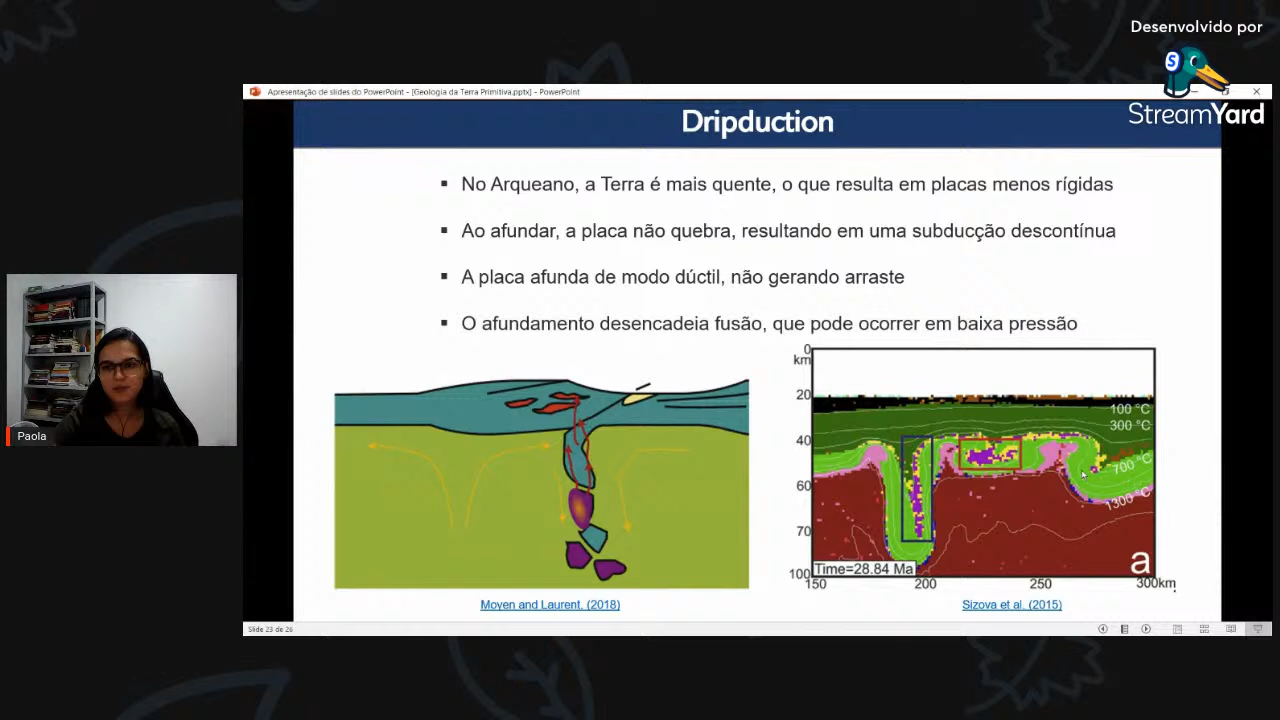 Desenvolvido por
S
StreamYard
Apresentação de slides do PowerPoint - [Geologia da Terra Primitiva.pptx] - PowerPoint
Dripduction
▪ No Arqueano, a Terra é mais quente, o que resulta em placas menos rígidas
▪ Ao afundar, a placa não quebra, resultando em uma subducção descontínua
▪ A placa afunda de modo dúctil, não gerando arraste
▪ O afundamento desencadeia fusão, que pode ocorrer em baixa pressão
0
km
20
40
60
70
100
100 °C
300 °C
700 °C
1300 °C
Time=28.84 Ma
a
150
200
250
300km
Moyen and Laurent. (2018)
Sizova et al. (2015)
Paola
Slide 23 de 26